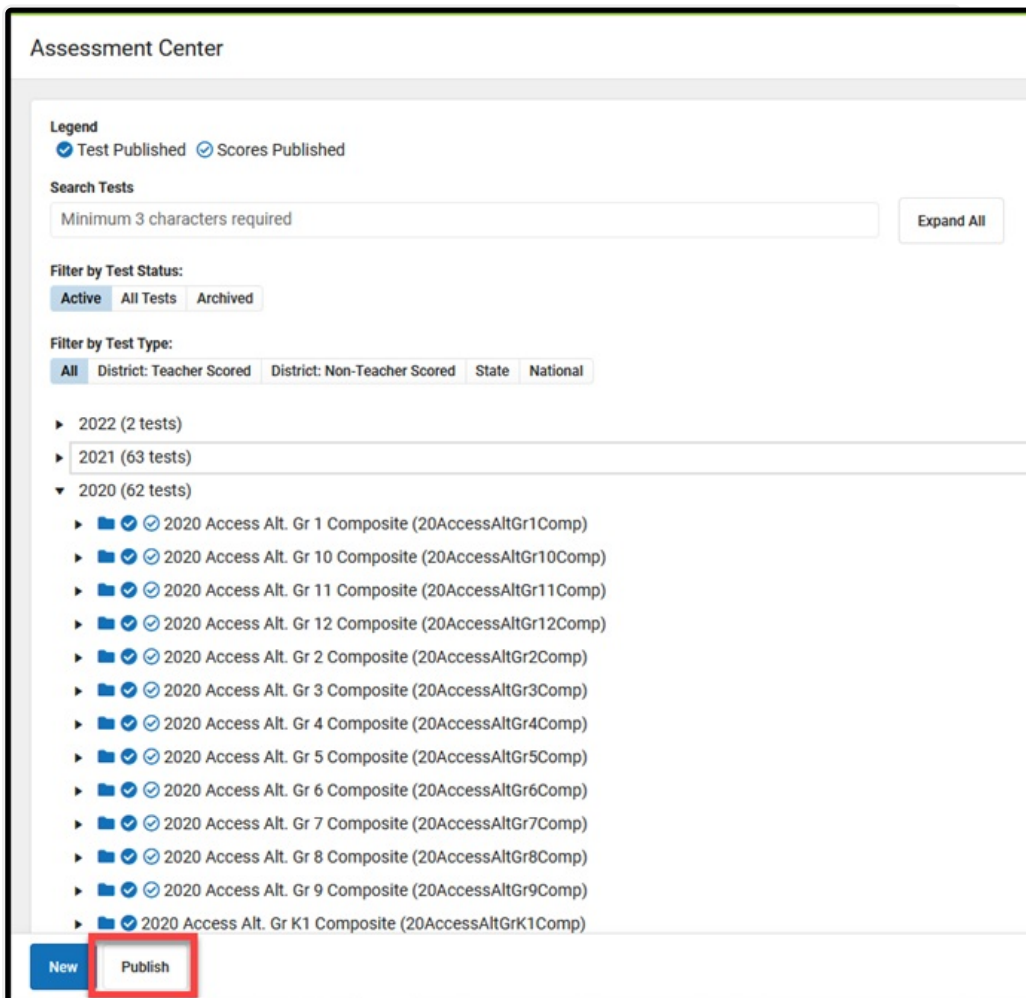 Assessment Center
Legend
Test Published Scores Published
Search Tests
Minimum 3 characters required
Expand All
Filter by Test Status:
Active All Tests Archived
Filter by Test Type:
All District: Teacher Scored District: Non-Teacher Scored State National
2022 (2 tests)
2021 (63 tests)
2020 (62 tests)
2020 Access Alt. Gr 1 Composite (20AccessAltGr1Comp)
2020 Access Alt. Gr 10 Composite (20AccessAltGr10Comp)
2020 Access Alt. Gr 11 Composite (20AccessAltGr11Comp)
2020 Access Alt. Gr 12 Composite (20AccessAltGr12Comp)
2020 Access Alt. Gr 2 Composite (20AccessAltGr2Comp)
2020 Access Alt. Gr 3 Composite (20AccessAltGr3Comp)
2020 Access Alt. Gr 4 Composite (20AccessAltGr4Comp)
2020 Access Alt. Gr 5 Composite (20AccessAltGr5Comp)
2020 Access Alt. Gr 6 Composite (20AccessAltGr6Comp)
2020 Access Alt. Gr 7 Composite (20AccessAltGr7Comp)
2020 Access Alt. Gr 8 Composite (20AccessAltGr8Comp)
2020 Access Alt. Gr 9 Composite (20AccessAltGr9Comp)
2020 Access Alt. Gr K1 Composite (20AccessAltGrK1Comp)
New Publish